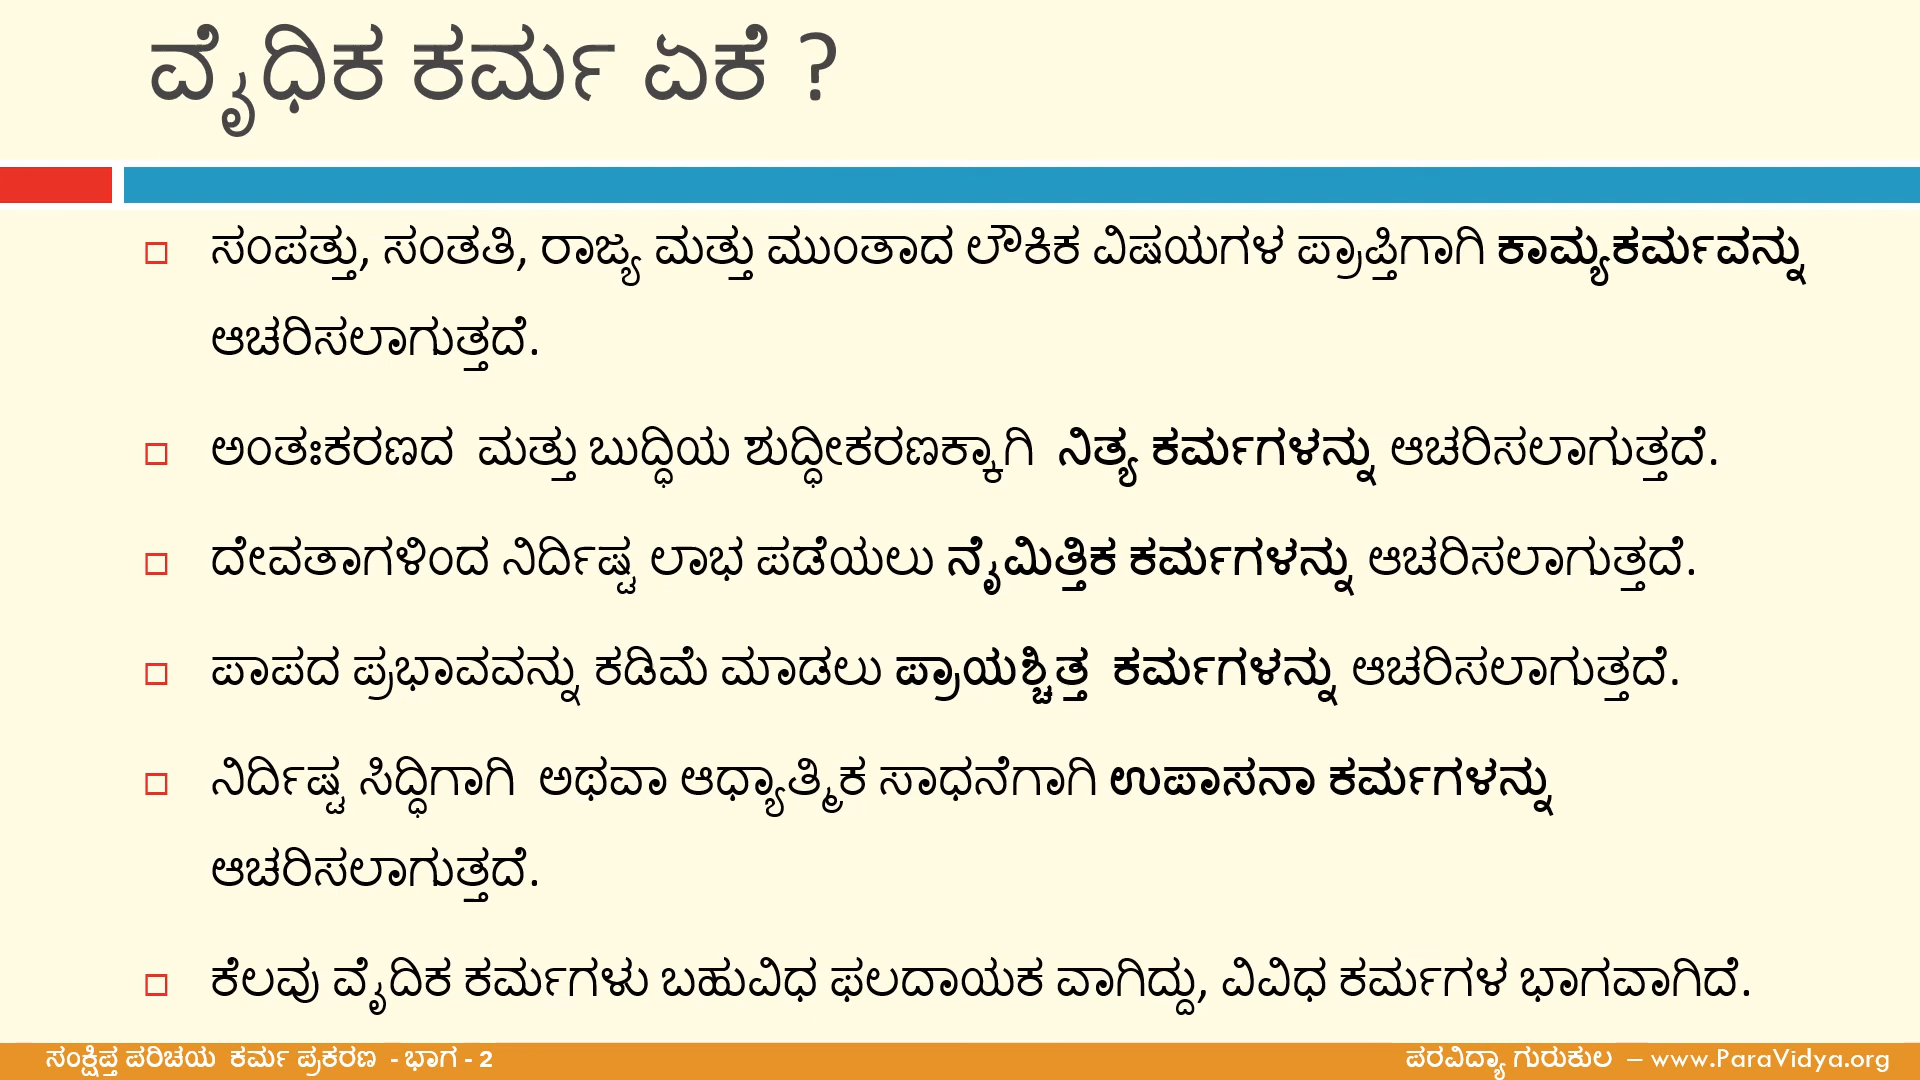 ವೈಧಿಕ ಕರ್ಮ ಏಕೆ ?
ಸಂಪತ್ತು, ಸಂತತಿ, ರಾಜ್ಯ ಮತ್ತು ಮುಂತಾದ ಲೌಕಿಕ ವಿಷಯಗಳ ಪ್ರಾಪ್ತಿಗಾಗಿ ಕಾಮ್ಯಕರ್ಮವನ್ನು
ಆಚರಿಸಲಾಗುತ್ತದೆ.
ಅಂತಃಕರಣದ ಮತ್ತು ಬುದ್ಧಿಯ ಶುದ್ಧೀಕರಣಕ್ಕಾಗಿ ನಿತ್ಯ ಕರ್ಮಗಳನ್ನು ಆಚರಿಸಲಾಗುತ್ತದೆ.
ದೇವತಾಗಳಿಂದ ನಿರ್ದಿಷ್ಟ ಲಾಭ ಪಡೆಯಲು ನೈಮಿತ್ತಿಕ ಕರ್ಮಗಳನ್ನು ಆಚರಿಸಲಾಗುತ್ತದೆ.
ಪಾಪದ ಪ್ರಭಾವವನ್ನು ಕಡಿಮೆ ಮಾಡಲು ಪ್ರಾಯಶ್ಚಿತ್ತ ಕರ್ಮಗಳನ್ನು ಆಚರಿಸಲಾಗುತ್ತದೆ.
ನಿರ್ದಿಷ್ಟ ಸಿದ್ಧಿಗಾಗಿ ಅಥವಾ ಆಧ್ಯಾತ್ಮಿಕ ಸಾಧನೆಗಾಗಿ ಉಪಾಸನಾ ಕರ್ಮಗಳನ್ನು
ಆಚರಿಸಲಾಗುತ್ತದೆ.
ಕೆಲವು ವೈದಿಕ ಕರ್ಮಗಳು ಬಹುವಿಧ ಫಲದಾಯಕ ವಾಗಿದ್ದು, ವಿವಿಧ ಕರ್ಮಗಳ ಭಾಗವಾಗಿದೆ.
ಸಂಕ್ಷಿಪ್ತ ಪರಿಚಯ ಕರ್ಮ ಪ್ರಕರಣ - ಭಾಗ - 2
ಪರವಿದ್ಯಾ ಗುರುಕುಲ – www.ParaVidya.org